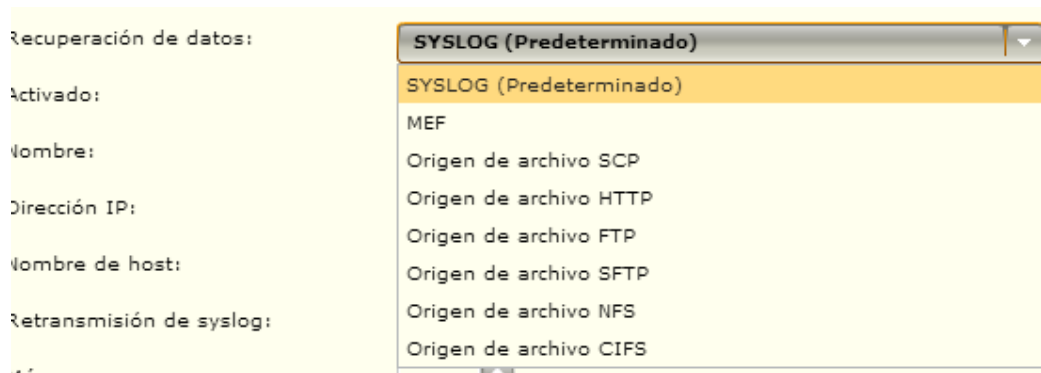 Recuperación de datos:
SYSLOG (Predeterminado)
SYSLOG (Predeterminado)
Activado:
MEF
Nombre:
Origen de archivo SCP
Origen de archivo HTTP
Dirección IP:
Origen de archivo FTP
Nombre de host:
Origen de archivo SFTP
Origen de archivo NFS
Retransmisión de syslog:
Origen de archivo CIFS